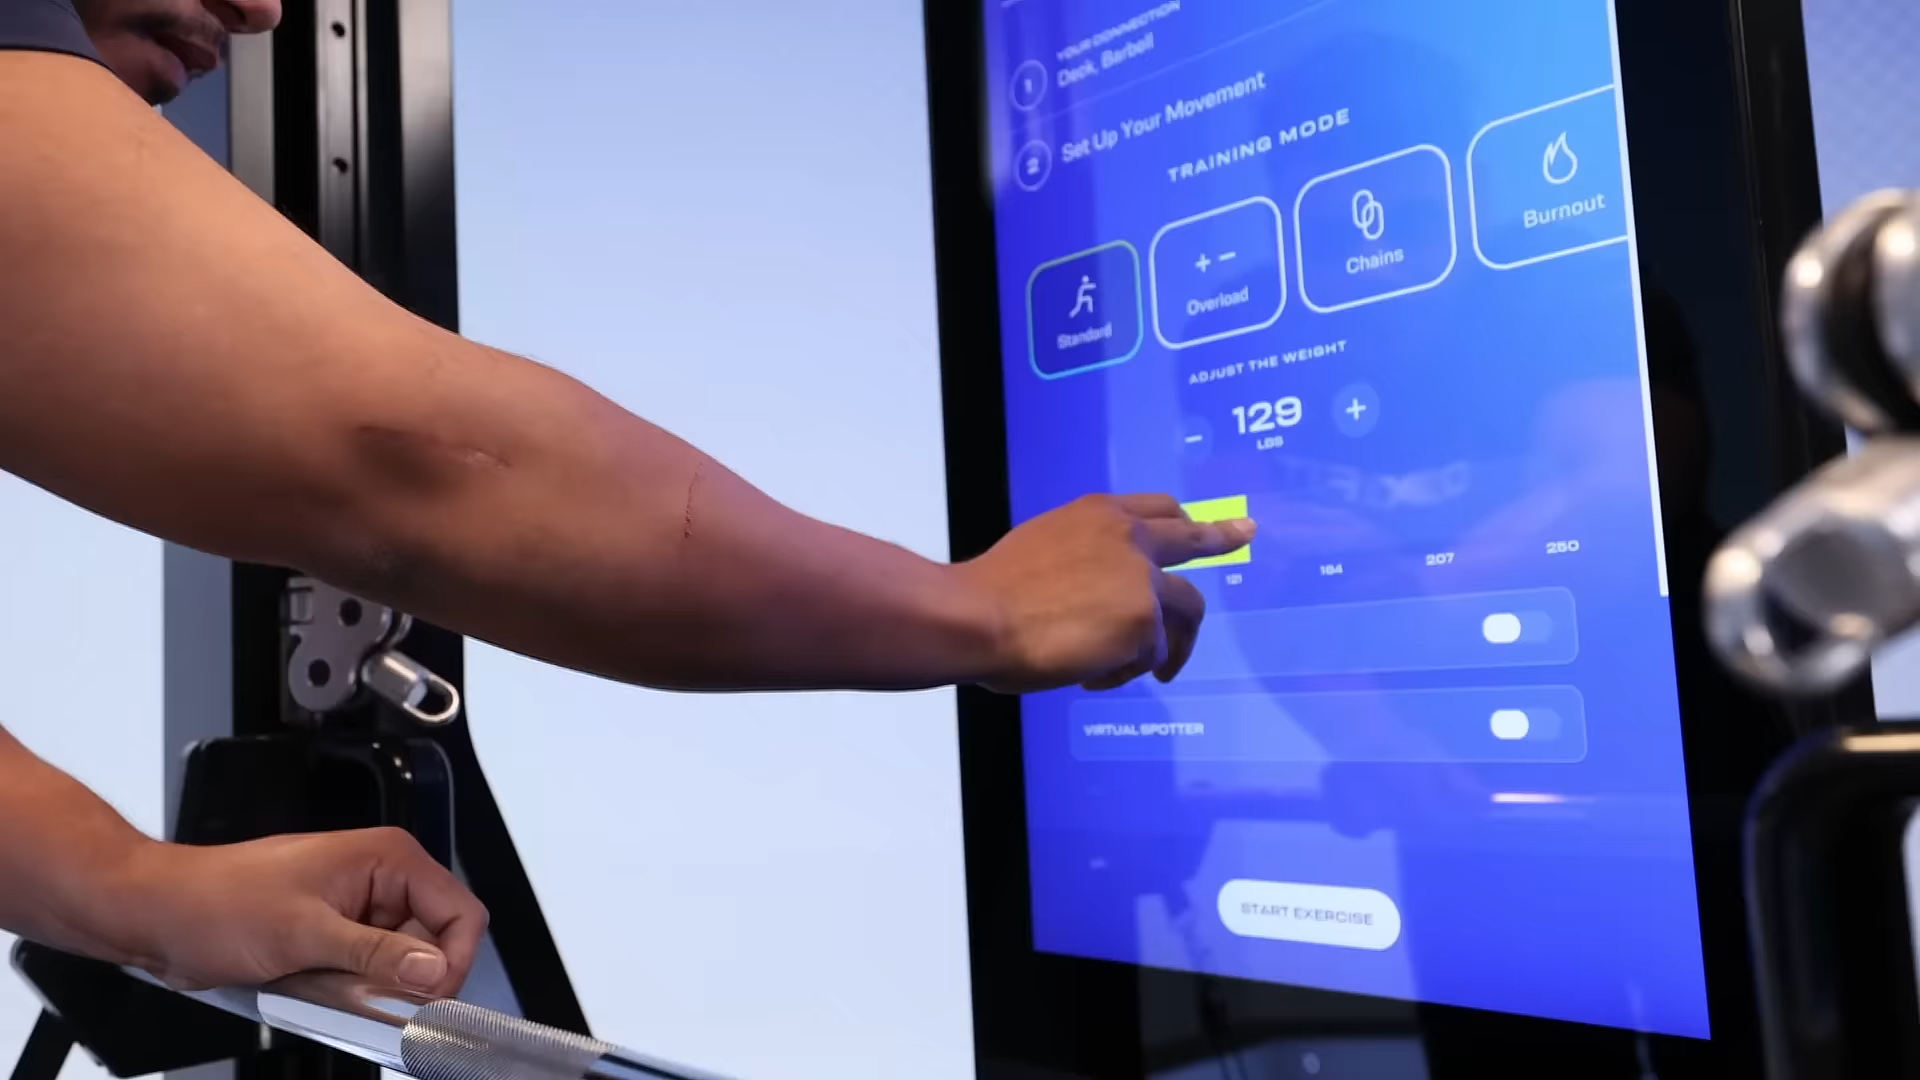 YOUR CONNECTION
1
Deck, Barbell
2
Set Up Your Movement
TRAINING MODE
Standard
+ −
Overload
Chains
Burnout
ADJUST THE WEIGHT
− 129 +
LBS
121 164 207 250
VIRTUAL SPOTTER
START EXERCISE